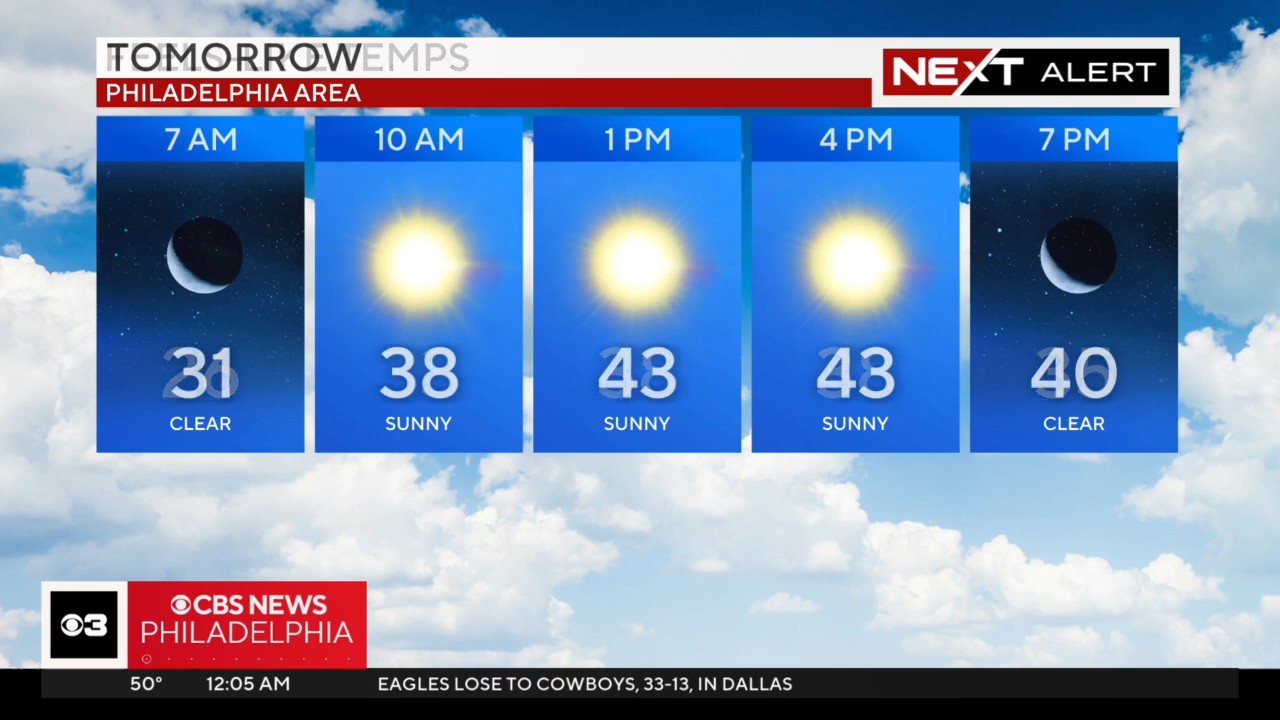 TOMORROW
PHILADELPHIA AREA
NEXT ALERT
7 AM
10 AM
1 PM
4 PM
7 PM
31
38
43
43
40
CLEAR
SUNNY
SUNNY
SUNNY
CLEAR
3
CBS NEWS
PHILADELPHIA
50° 12:05 AM EAGLES LOSE TO COWBOYS, 33-13, IN DALLAS